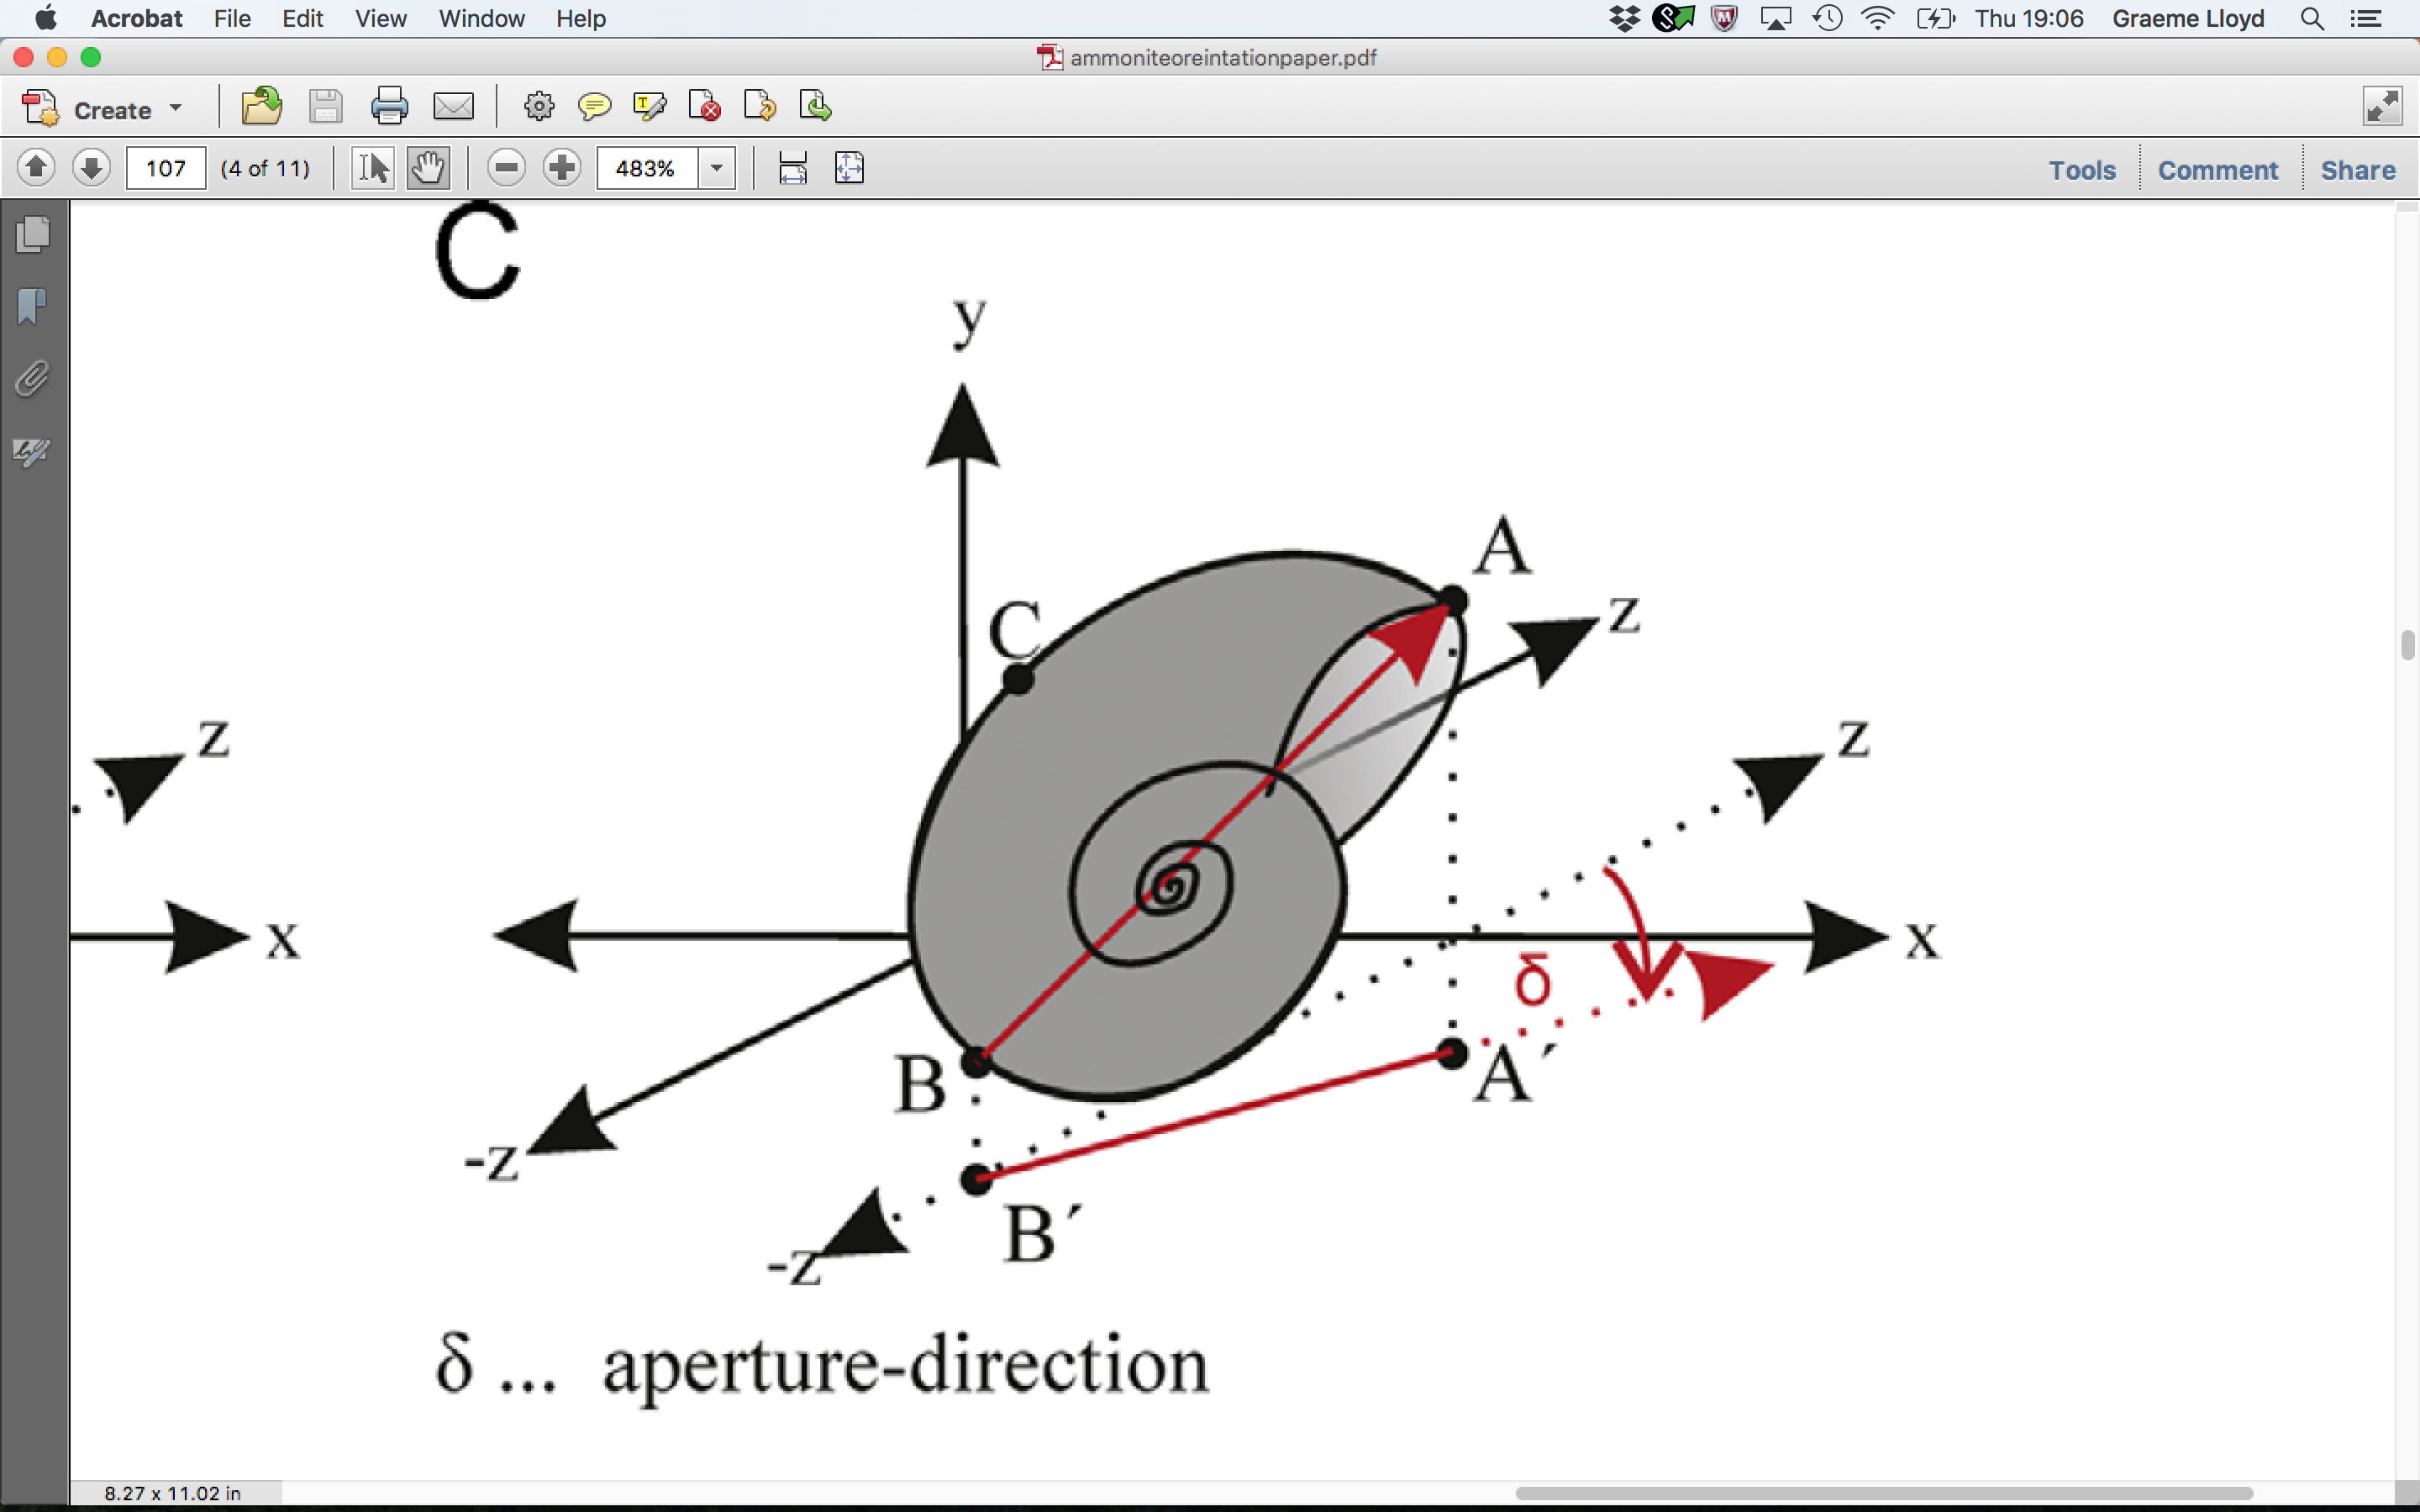 Acrobat File Edit View Window Help Thu 19:06 Graeme Lloyd
ammoniteoreintationpaper.pdf
Create
107 (4 of 11) 483% Tools Comment Share
C
y
A
z
C
z
z
x
x
δ
B
A´
-z
B´
-z
δ ... aperture-direction
8.27 x 11.02 in